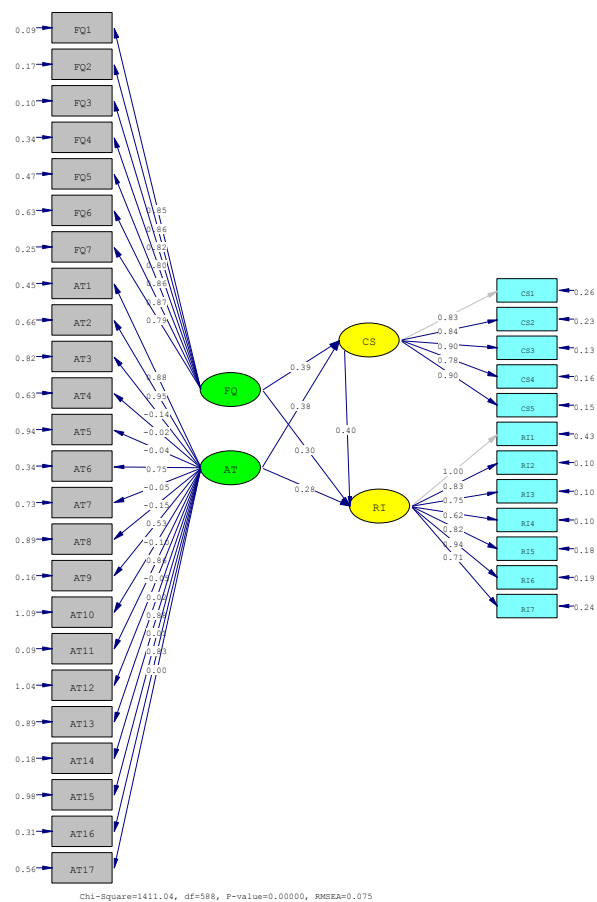 0.09 FQ1
0.17 FQ2
0.10 FQ3
0.34 FQ4
0.47 FQ5
0.63 FQ6
0.25 FQ7
0.45 AT1
0.66 AT2
0.82 AT3
0.63 AT4
0.94 AT5
0.34 AT6
0.73 AT7
0.89 AT8
0.16 AT9
1.09 AT10
0.09 AT11
1.04 AT12
0.89 AT13
0.18 AT14
0.98 AT15
0.31 AT16
0.56 AT17
0.85
0.86
0.82
0.80
0.86
0.87
0.79
0.88
0.95
-0.14
-0.02
-0.04
0.75
-0.05
-0.15
0.53
-0.16
-0.05
0.83
0.00
FQ
AT
0.39
0.38
0.30
0.28
0.40
CS
RI
0.83
0.84
0.90
0.78
0.90
1.00
0.83
0.75
0.62
0.82
0.94
0.71
CS1 0.26
CS2 0.23
CS3 0.13
CS4 0.16
CS5 0.15
RI1 0.43
RI2 0.10
RI3 0.10
RI4 0.10
RI5 0.18
RI6 0.19
RI7 0.24
Chi-Square=1411.04, df=588, P-value=0.00000, RMSEA=0.075